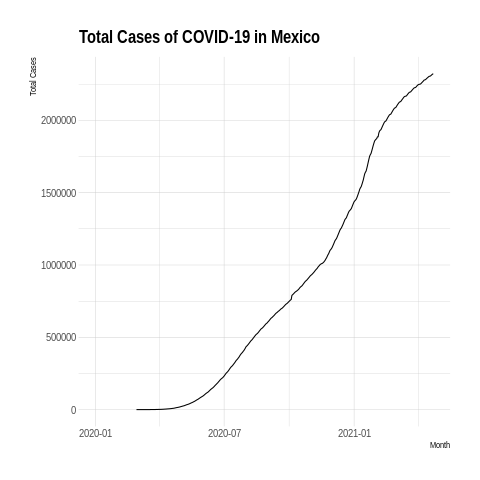 Total Cases of COVID-19 in Mexico
Total Cases
2000000
1500000
1000000
500000
0
2020-01 2020-07 2021-01
Month